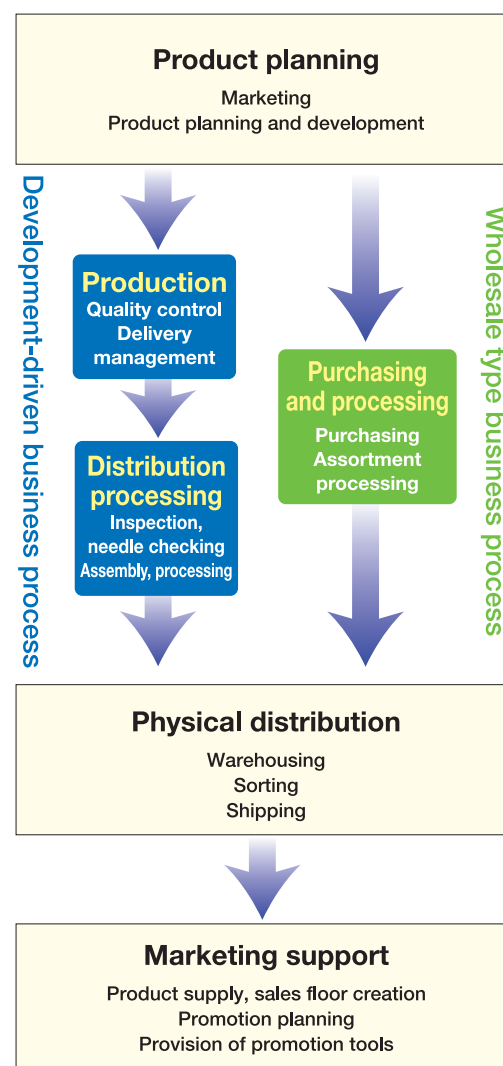 Product planning
Marketing
Product planning and development
Development-driven business process
Production
Quality control
Delivery
management
Distribution
processing
Inspection,
needle checking
Assembly, processing
Purchasing
and processing
Purchasing
Assortment
processing
Wholesale type business process
Physical distribution
Warehousing
Sorting
Shipping
Marketing support
Product supply, sales floor creation
Promotion planning
Provision of promotion tools